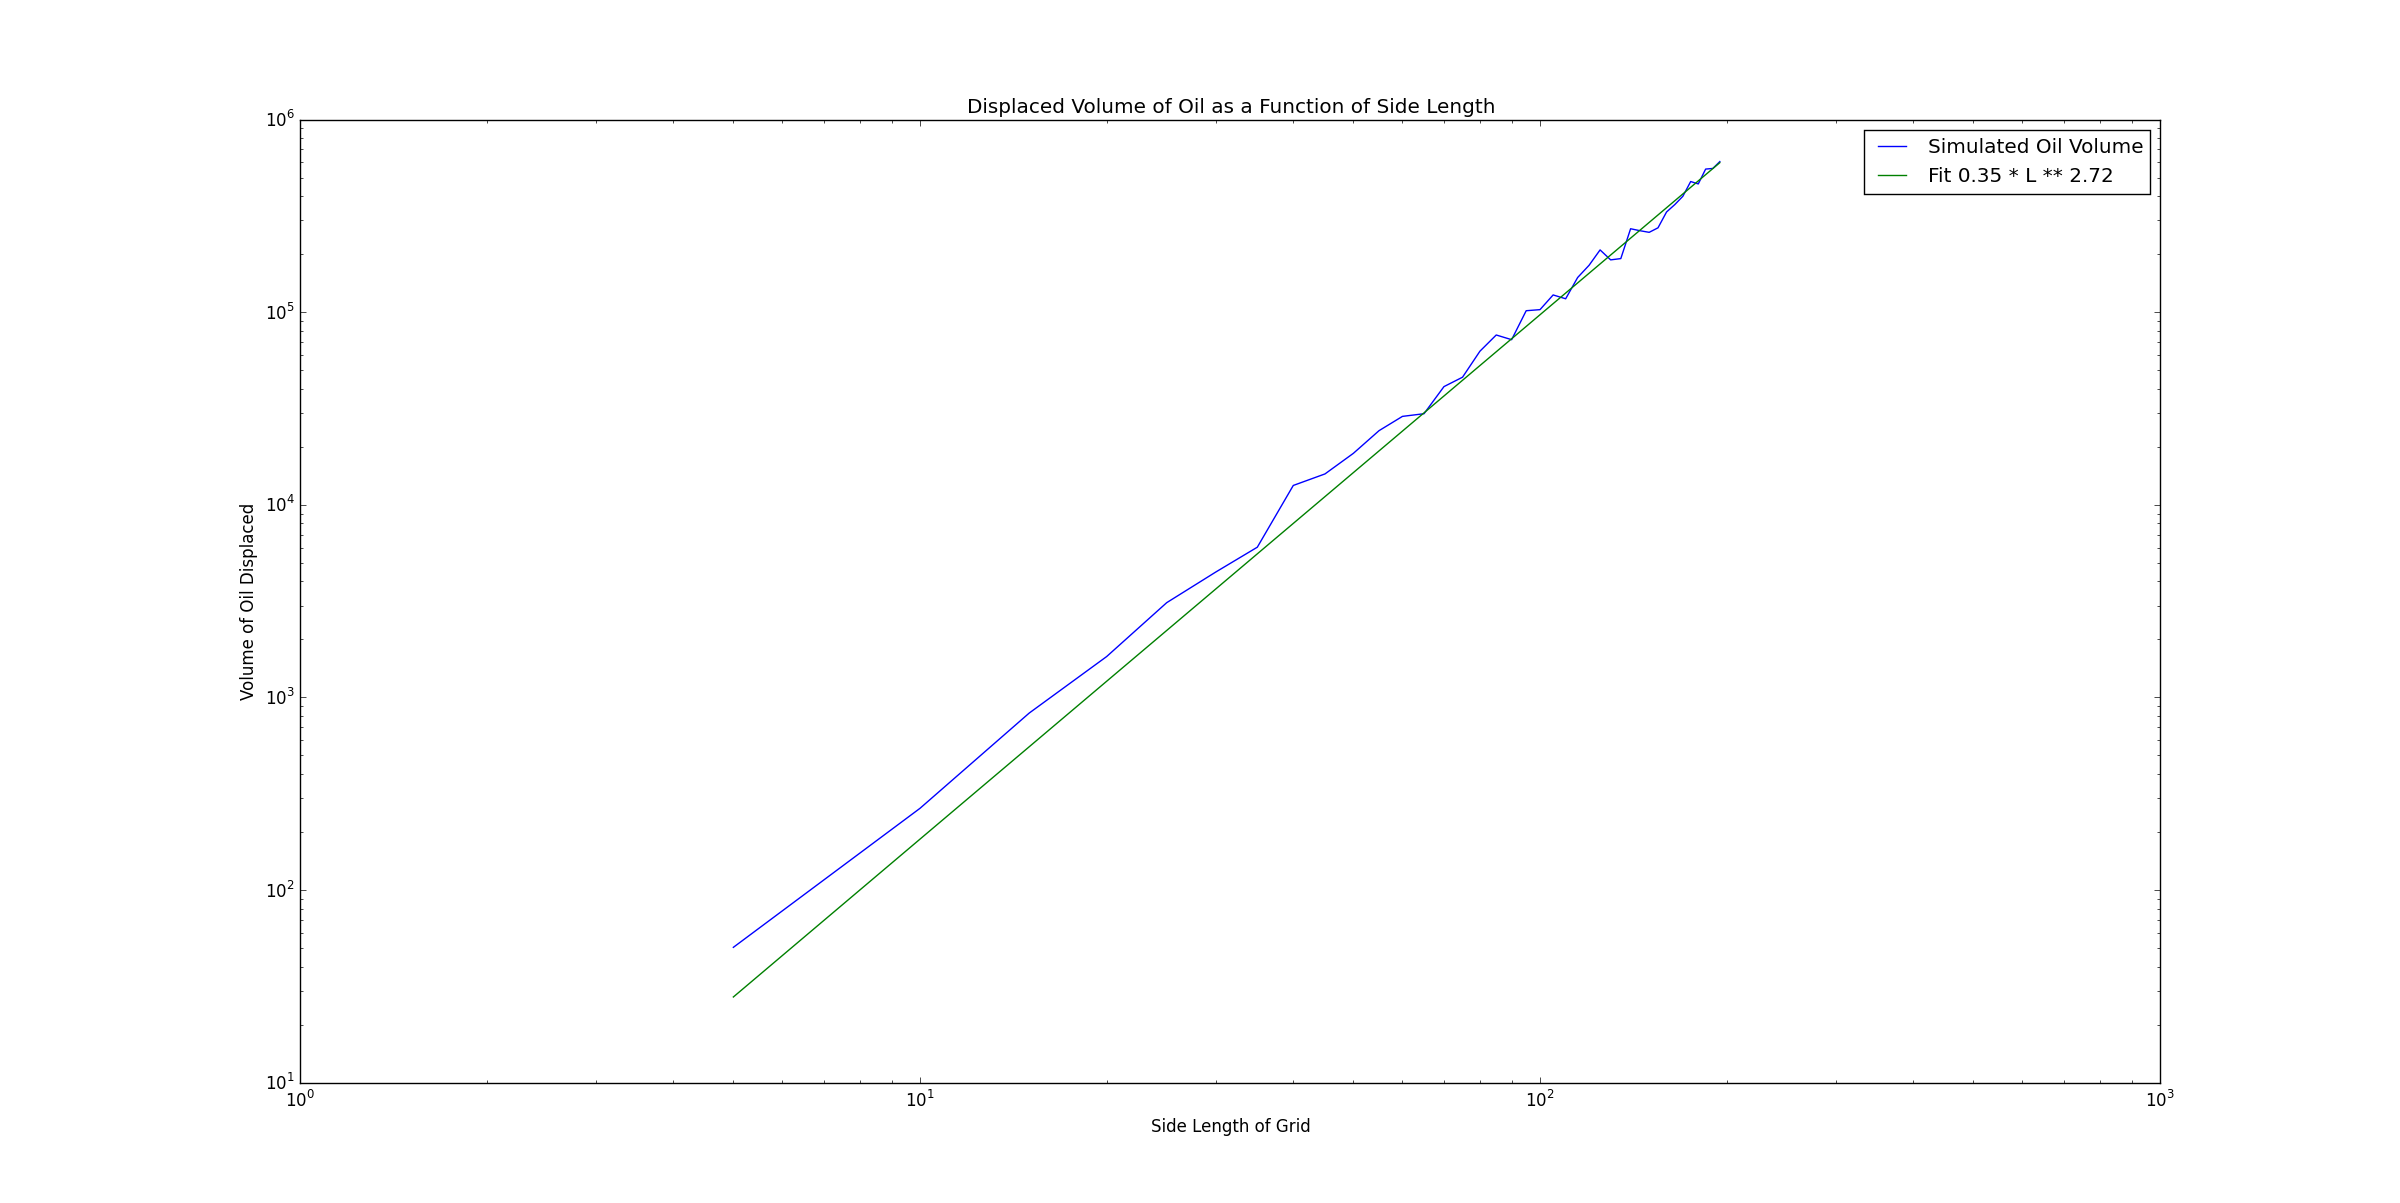 Displaced Volume of Oil as a Function of Side Length
10^6
10^5
10^4
10^3
10^2
10^1
Volume of Oil Displaced
Simulated Oil Volume
Fit 0.35 * L ** 2.72
10^0 10^1 10^2 10^3
Side Length of Grid